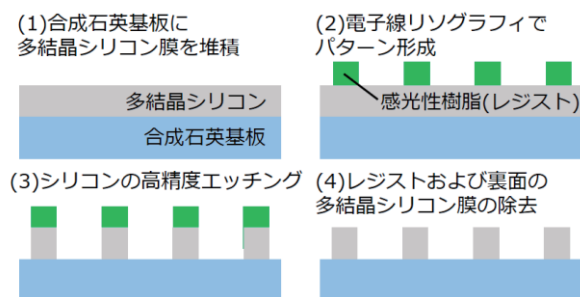 (1)合成石英基板に
多結晶シリコン膜を堆積
多結晶シリコン
合成石英基板
(2)電子線リソグラフィで
パターン形成
感光性樹脂(レジスト)
(3)シリコンの高精度エッチング
(4)レジストおよび裏面の
多結晶シリコン膜の除去